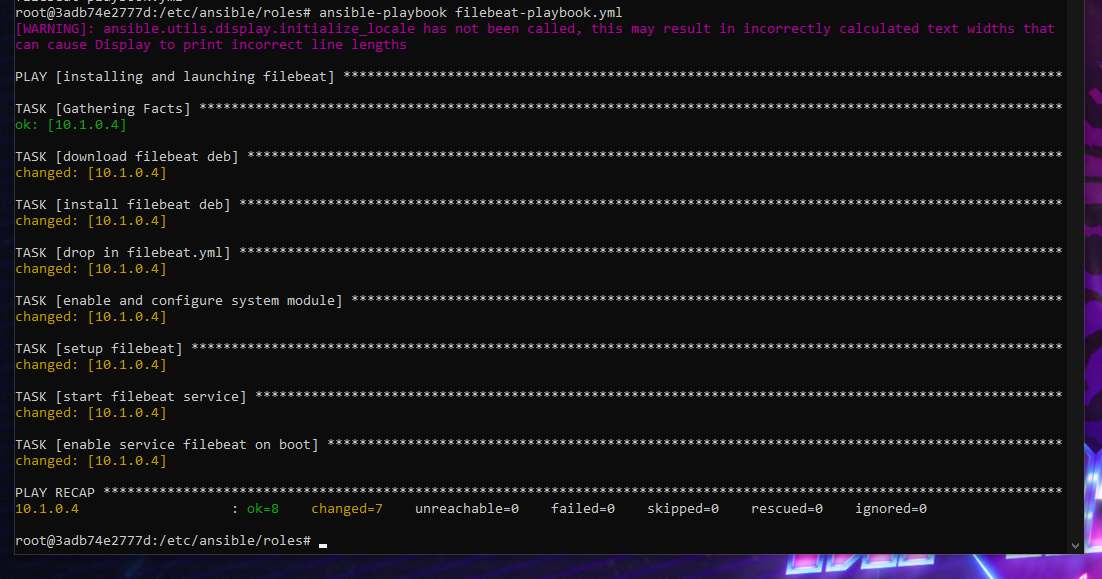 root@3adb74e2777d:/etc/ansible/roles# ansible-playbook filebeat-playbook.yml
[WARNING]: ansible.utils.display.initialize_locale has not been called, this may result in incorrectly calculated text widths that
can cause Display to print incorrect line lengths
PLAY [installing and launching filebeat] ******************************************************************************************
TASK [Gathering Facts] ************************************************************************************************************
ok: [10.1.0.4]
TASK [download filebeat deb] ******************************************************************************************************
changed: [10.1.0.4]
TASK [install filebeat deb] *******************************************************************************************************
changed: [10.1.0.4]
TASK [drop in filebeat.yml] *******************************************************************************************************
changed: [10.1.0.4]
TASK [enable and configure system module] *****************************************************************************************
changed: [10.1.0.4]
TASK [setup filebeat] *************************************************************************************************************
changed: [10.1.0.4]
TASK [start filebeat service] *****************************************************************************************************
changed: [10.1.0.4]
TASK [enable service filebeat on boot] ********************************************************************************************
changed: [10.1.0.4]
PLAY RECAP ************************************************************************************************************************
10.1.0.4                   : ok=8    changed=7    unreachable=0    failed=0    skipped=0    rescued=0    ignored=0
root@3adb74e2777d:/etc/ansible/roles#